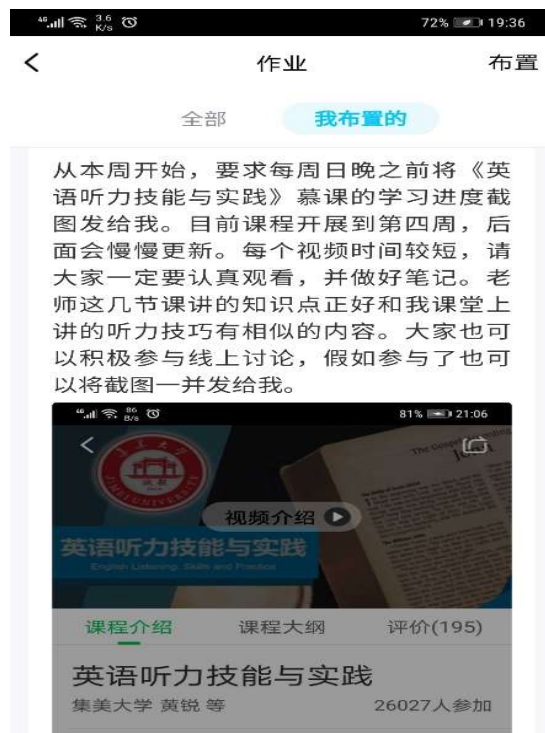 46 3.6 K/s 72% 19:36
作业 布置
全部 我布置的
从本周开始，要求每周日晚之前将《英
语听力技能与实践》慕课的学习进度截
图发给我。目前课程开展到第四周，后
面会慢慢更新。每个视频时间较短，请
大家一定要认真观看，并做好笔记。老
师这几节课讲的知识点正好和我课堂上
讲的听力技巧有相似的内容。大家也可
以积极参与线上讨论，假如参与了也可
以将截图一并发给我。
46 86 B/s 81% 21:06
JIMEI UNIVERSITY
视频介绍
英语听力技能与实践
English Listening: Skills and Practice
课程介绍 课程大纲 评价(195)
英语听力技能与实践
集美大学 黄锐 等 26027人参加